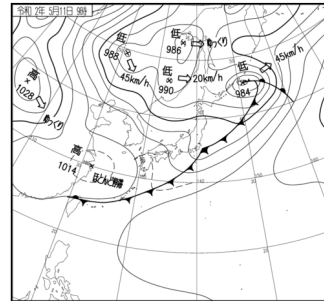 令和 2年 5月11日 9時
低
986
ゆっくり
低
988
45km/h
低
990
20km/h
低
984
45km/h
高
1028
ゆっくり
高
1014
ほとんど停滞